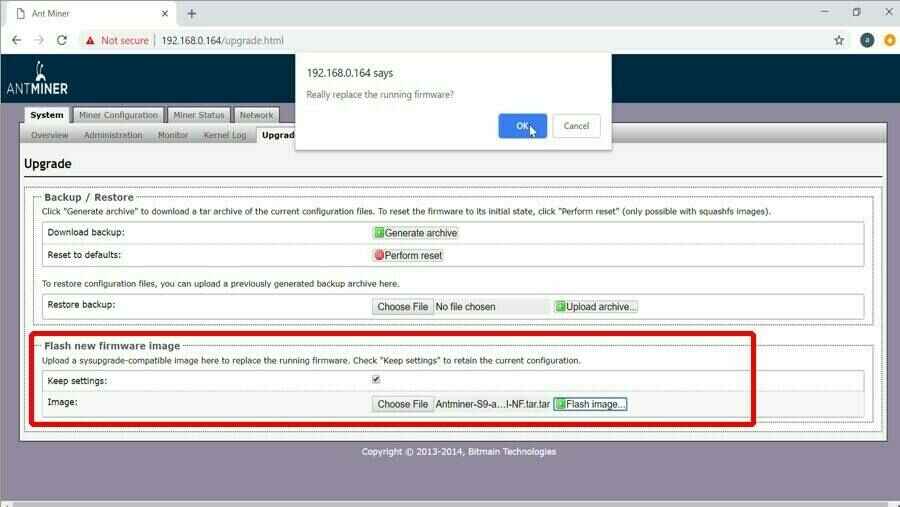 Ant Miner
Not secure | 192.168.0.164/upgrade.html
a
192.168.0.164 says
Really replace the running firmware?
OK
Cancel
ANTMINER
System
Miner Configuration
Miner Status
Network
Overview
Administration
Monitor
Kernel Log
Upgrad
Upgrade
Backup / Restore
Click "Generate archive" to download a tar archive of the current configuration files. To reset the firmware to its initial state, click "Perform reset" (only possible with squashfs images).
Download backup:
Generate archive
Reset to defaults:
Perform reset
To restore configuration files, you can upload a previously generated backup archive here.
Restore backup:
Choose File No file chosen
Upload archive...
Flash new firmware image
Upload a sysupgrade-compatible image here to replace the running firmware. Check "Keep settings" to retain the current configuration.
Keep settings:
Image:
Choose File Antminer-S9-a...I-NF.tar.tar
Flash image...
Copyright © 2013-2014, Bitmain Technologies